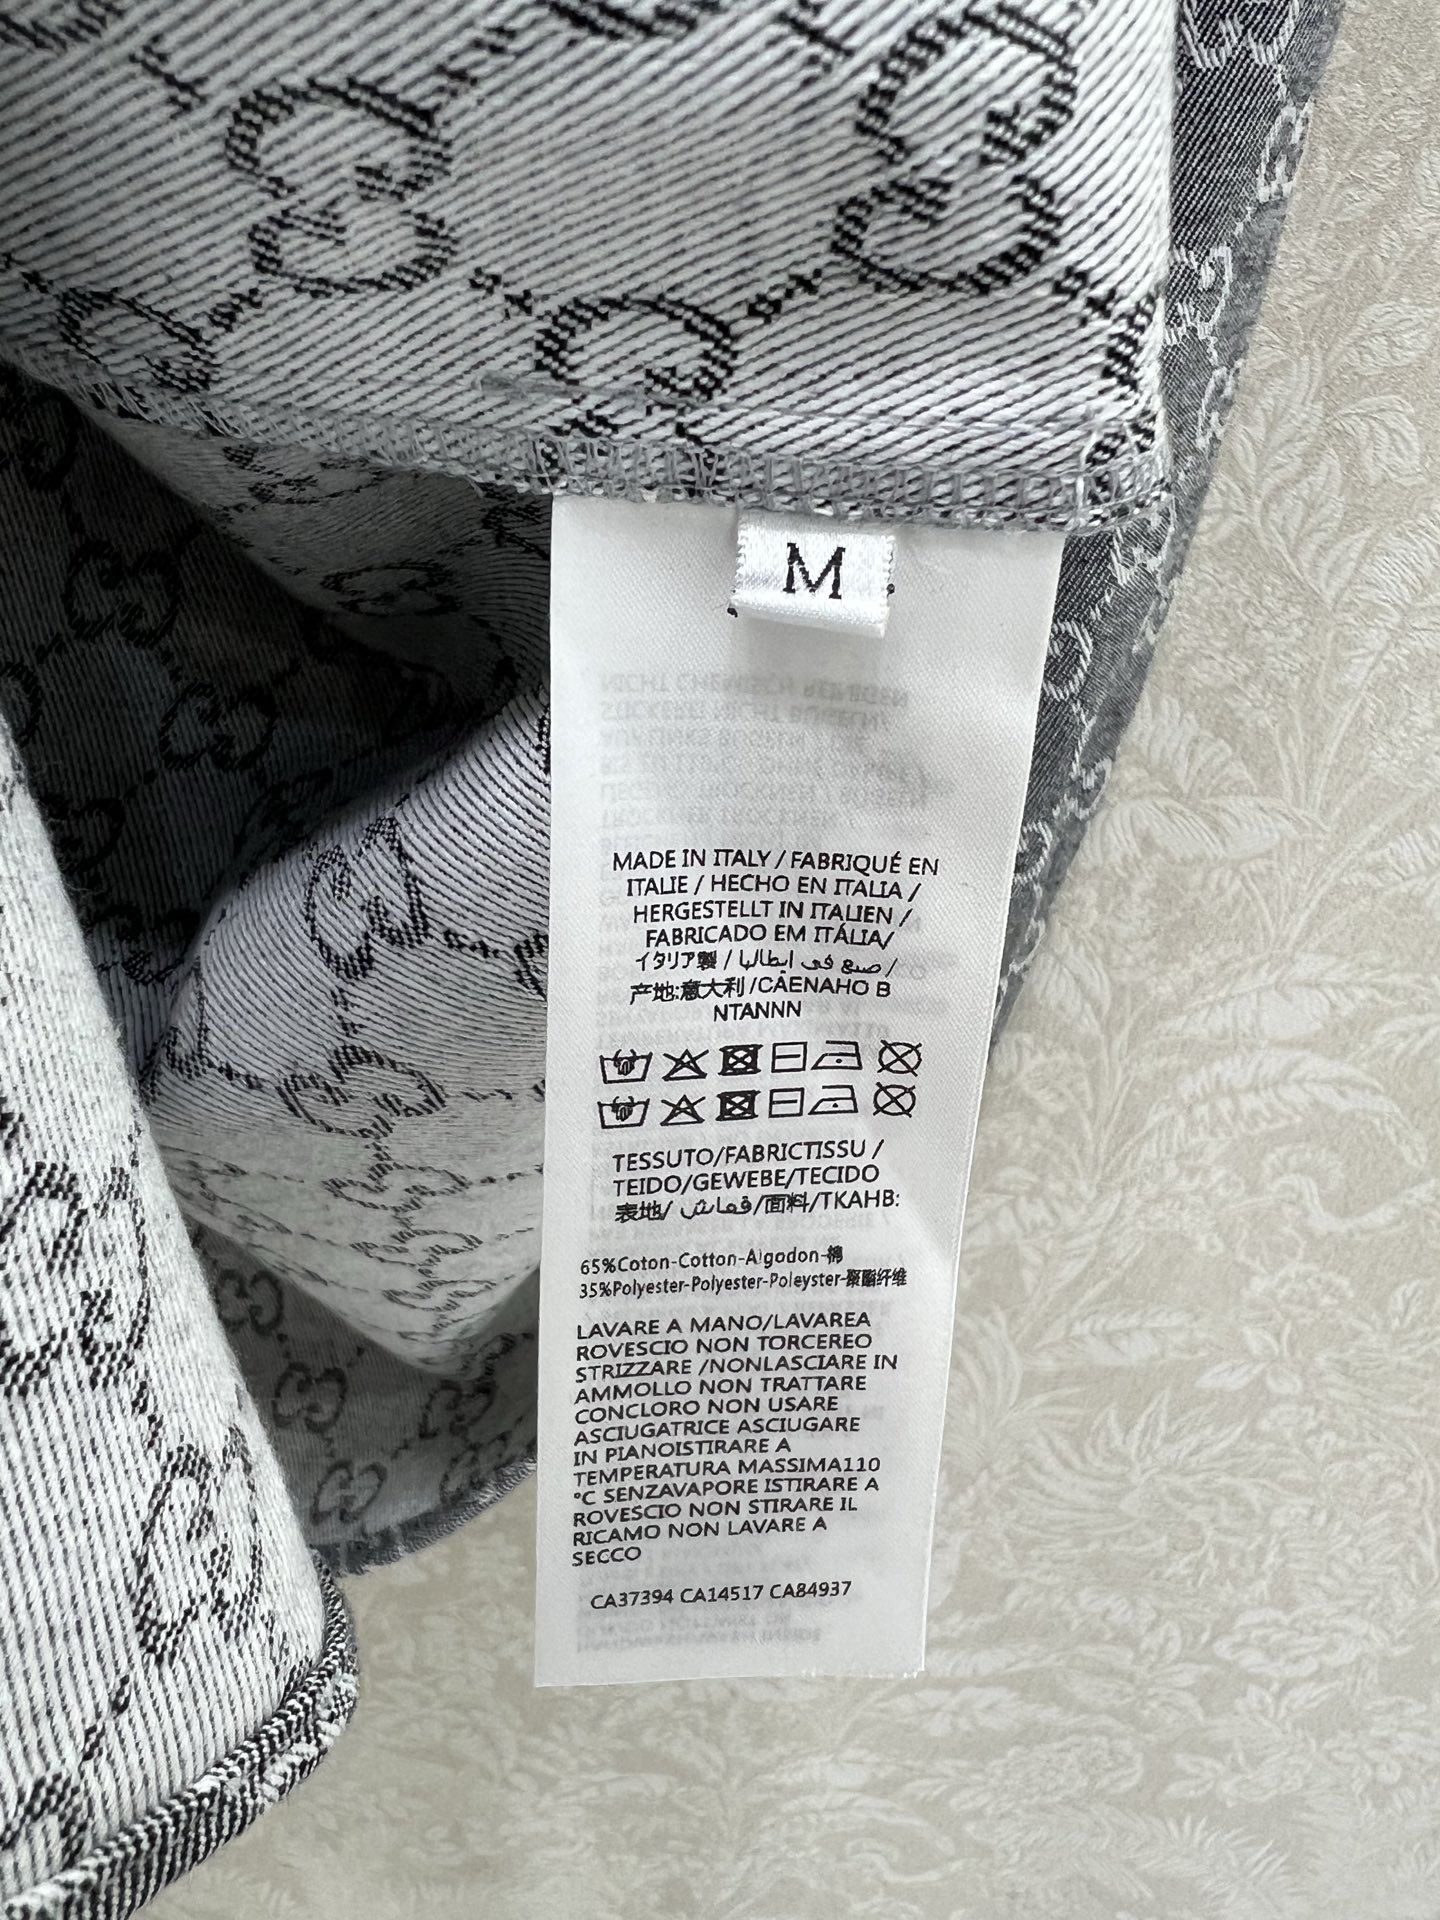 M
MADE IN ITALY / FABRIQUÉ EN
ITALIE / HECHO EN ITALIA /
HERGESTELLT IN ITALIEN /
FABRICADO EM ITÁLIA/
イタリア製 / صنع في ايطاليا /
产地:意大利/CAENAHO B
NTANNN
TESSUTO/FABRICTISSU /
TEIDO/GEWEBE/TECIDO
表地/ قماش/面料/TKAHB:
65%Coton-Cotton-Algodon-棉
35%Polyester-Polyester-Poleyster-聚酯纤维
LAVARE A MANO/LAVAREA
ROVESCIO NON TORCEREO
STRIZZARE /NONLASCIARE IN
AMMOLLO NON TRATTARE
CONCLORO NON USARE
ASCIUGATRICE ASCIUGARE
IN PIANOISTIRARE A
TEMPERATURA MASSIMA110
°C SENZAVAPORE ISTIRARE A
ROVESCIO NON STIRARE IL
RICAMO NON LAVARE A
SECCO
CA37394 CA14517 CA84937